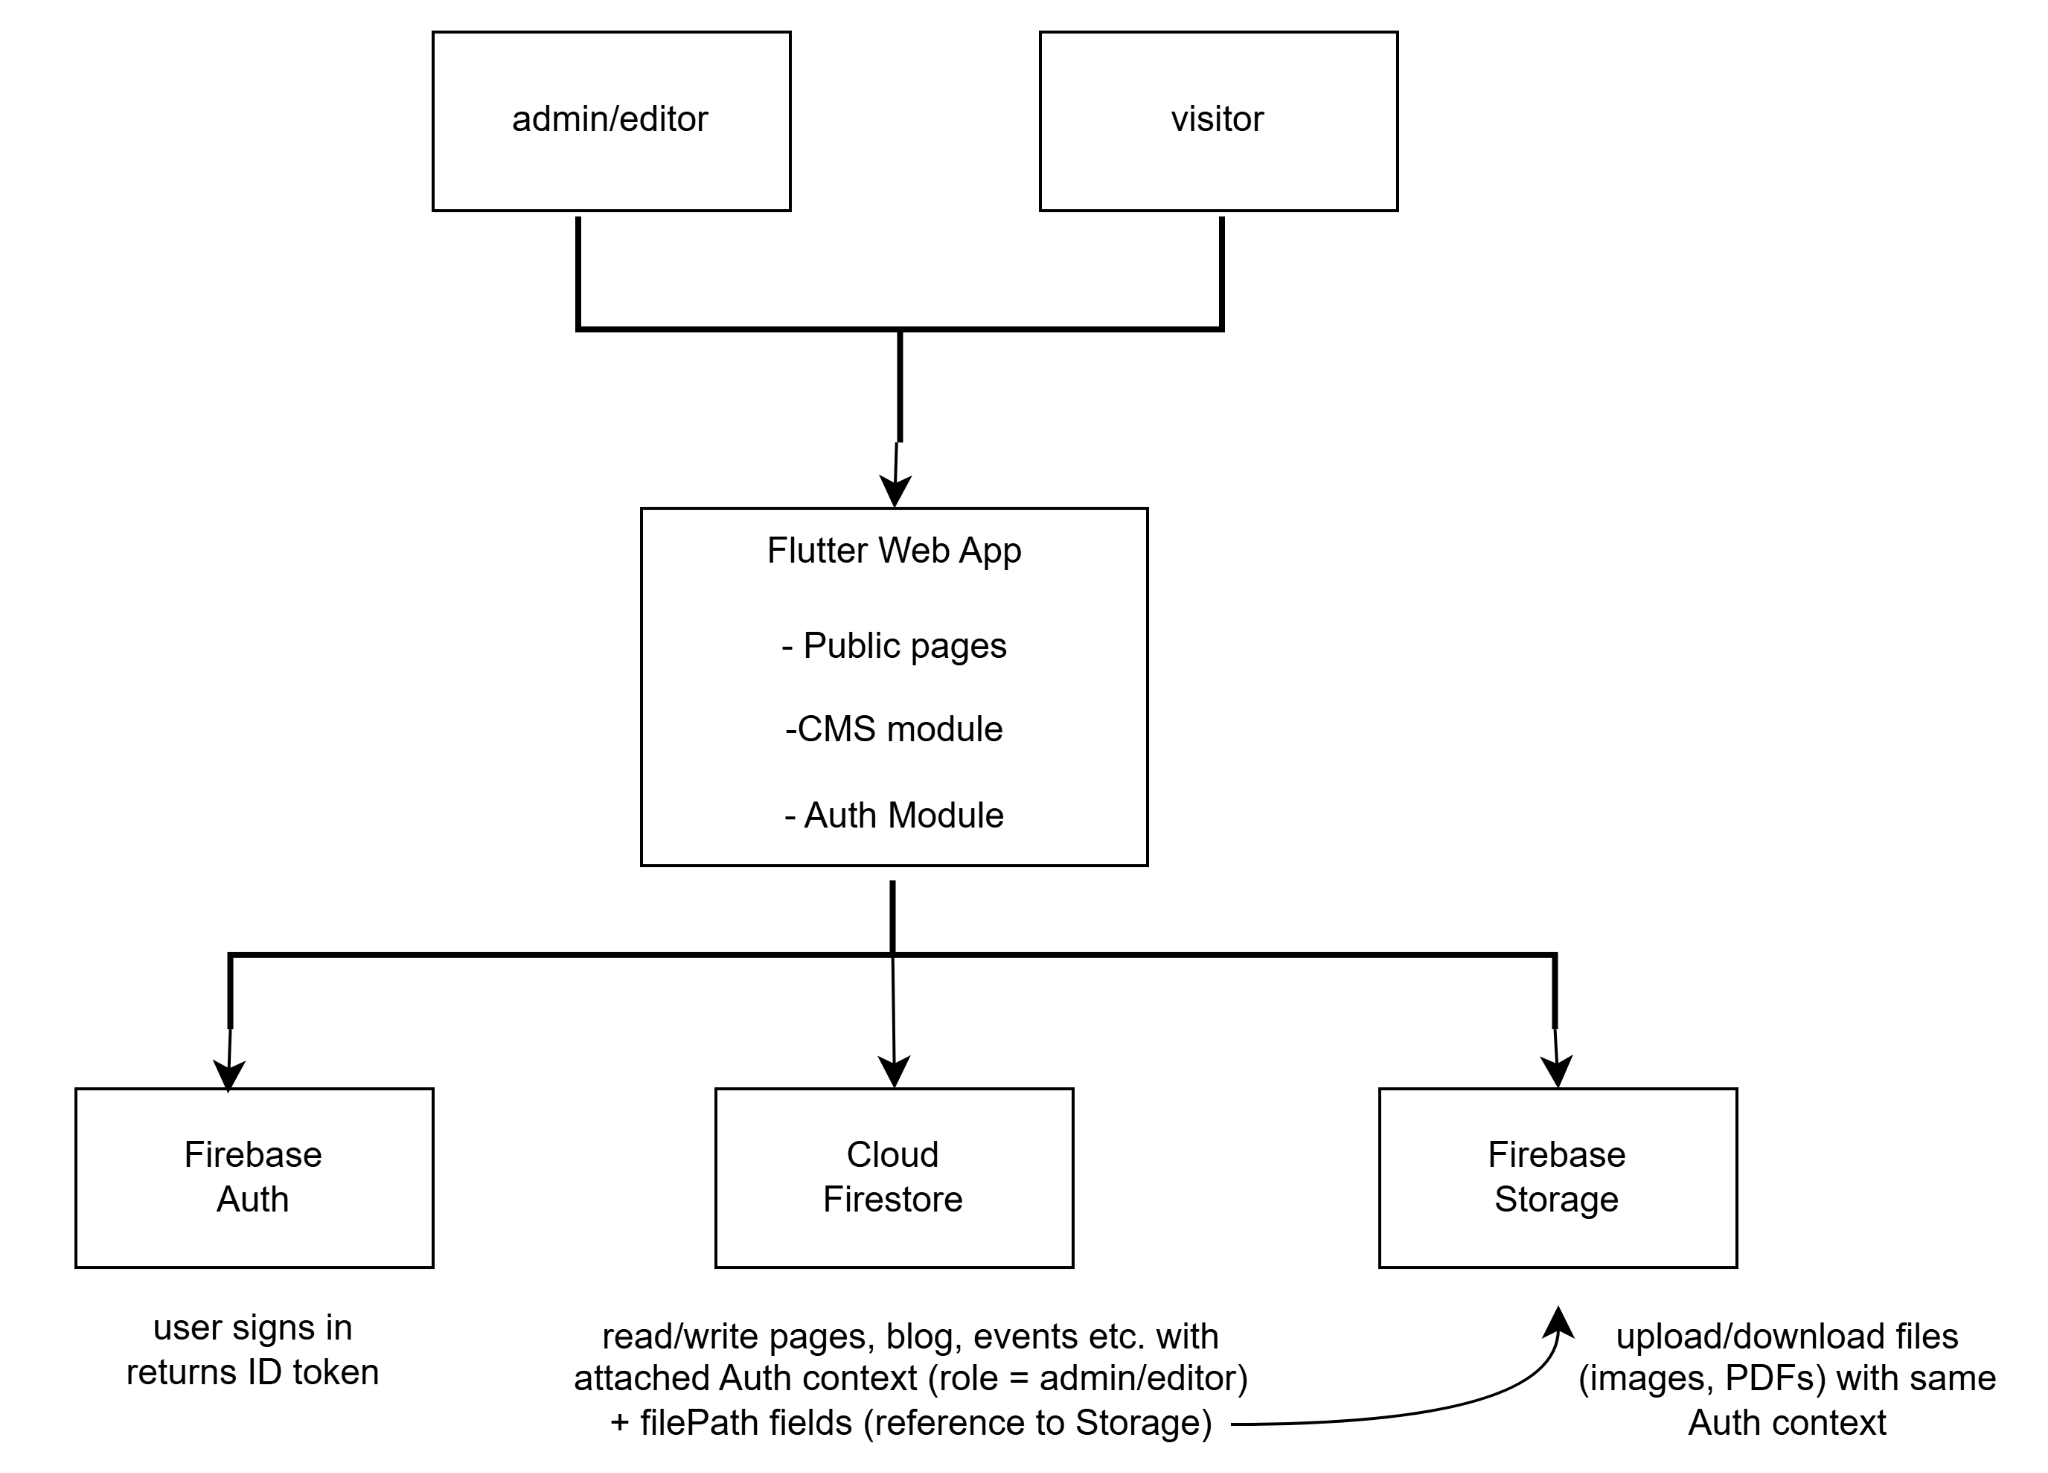 admin/editor
visitor
Flutter Web App
- Public pages
-CMS module
- Auth Module
Firebase
Auth
Cloud
Firestore
Firebase
Storage
user signs in
returns ID token
read/write pages, blog, events etc. with
attached Auth context (role = admin/editor)
+ filePath fields (reference to Storage)
upload/download files
(images, PDFs) with same
Auth context